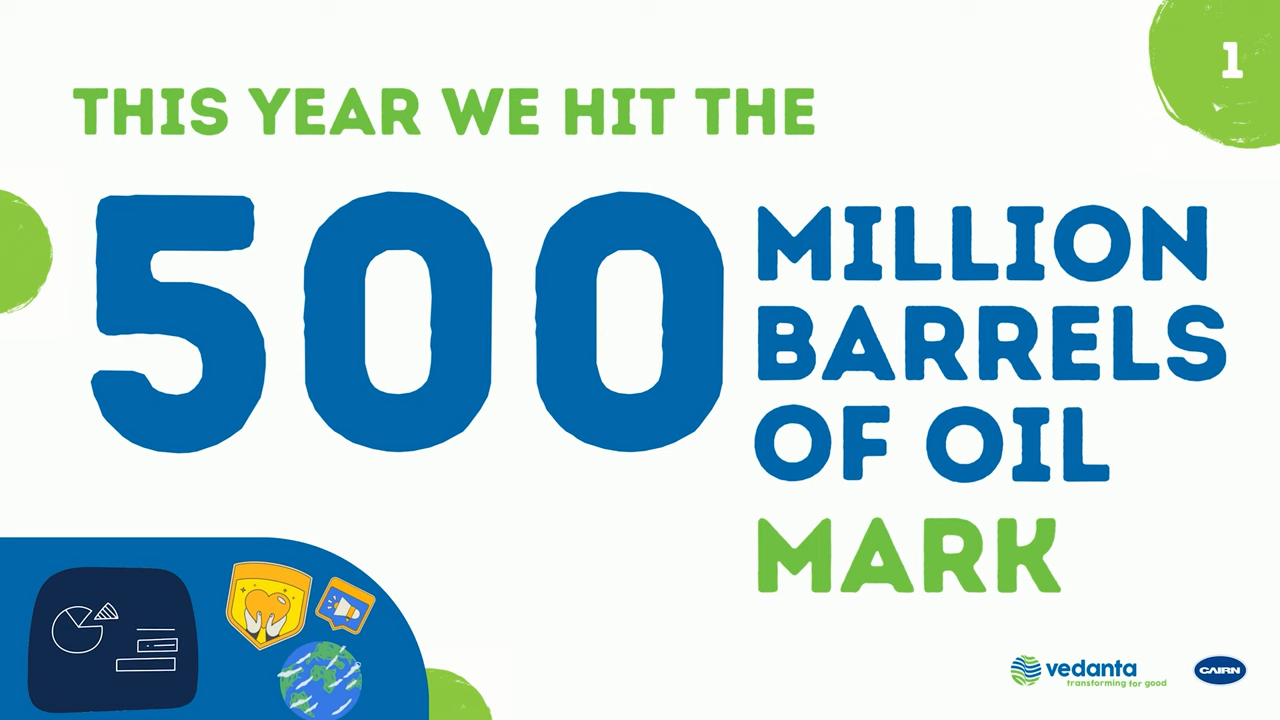 1
THIS YEAR WE HIT THE
500
MILLION
BARRELS
OF OIL
MARK
vedanta
transforming for good
CAIRN